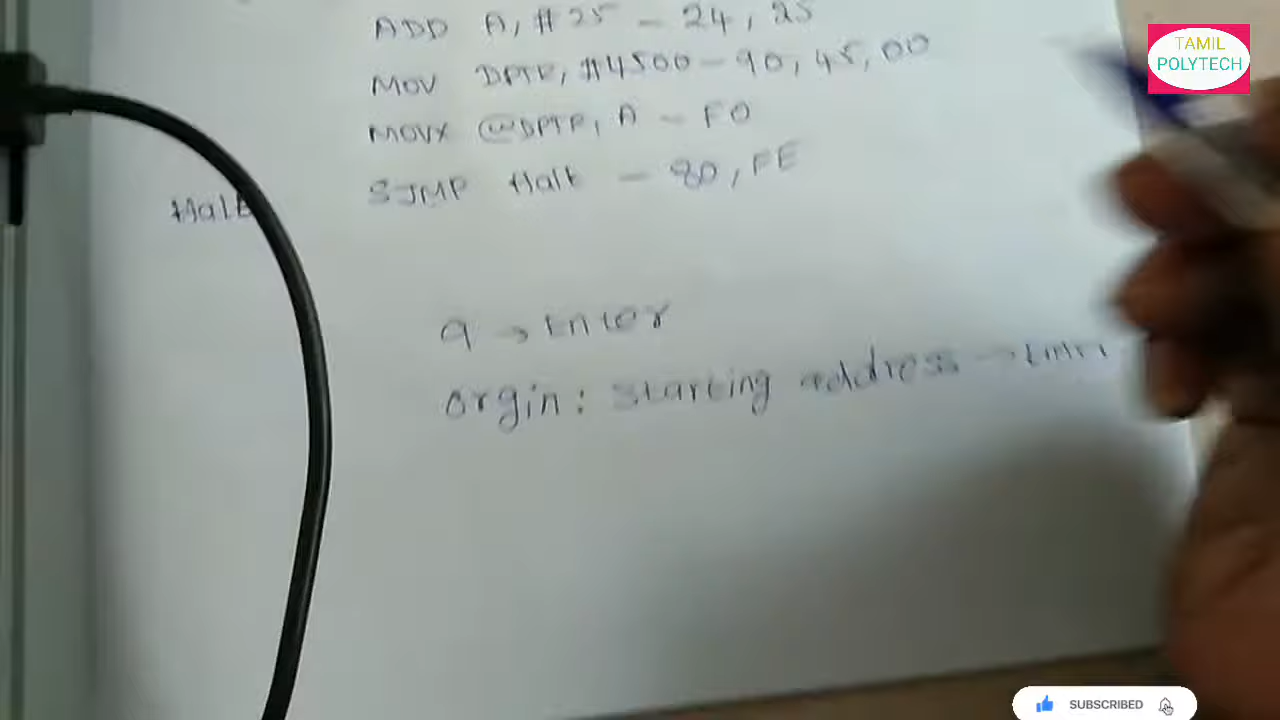 ADD A, #25 - 24, 25
MOV DPTR, #4500 - 90, 45, 00
MOVX @DPTR, A - F0
Halt SJMP Halt - 80, FE
a → Enter
orgin: Starting address → Enter
TAMIL
POLYTECH
SUBSCRIBED